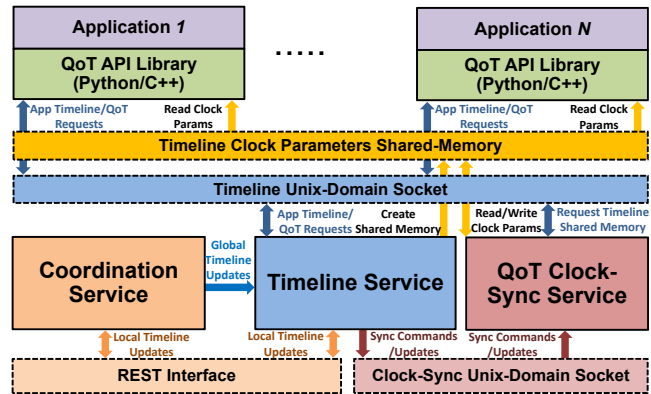 Application 1
Application N
.....
QoT API Library
(Python/C++)
QoT API Library
(Python/C++)
App Timeline/QoT
Requests
Read Clock
Params
App Timeline/QoT
Requests
Read Clock
Params
Timeline Clock Parameters Shared-Memory
Timeline Unix-Domain Socket
App Timeline/
QoT Requests
Create
Shared Memory
Read/Write
Clock Params
Request Timeline
Shared Memory
Coordination
Service
Global
Timeline
Updates
Timeline Service
QoT Clock-
Sync Service
Local Timeline
Updates
Local Timeline
Updates
Sync Commands
/Updates
Sync Commands
/Updates
REST Interface
Clock-Sync Unix-Domain Socket